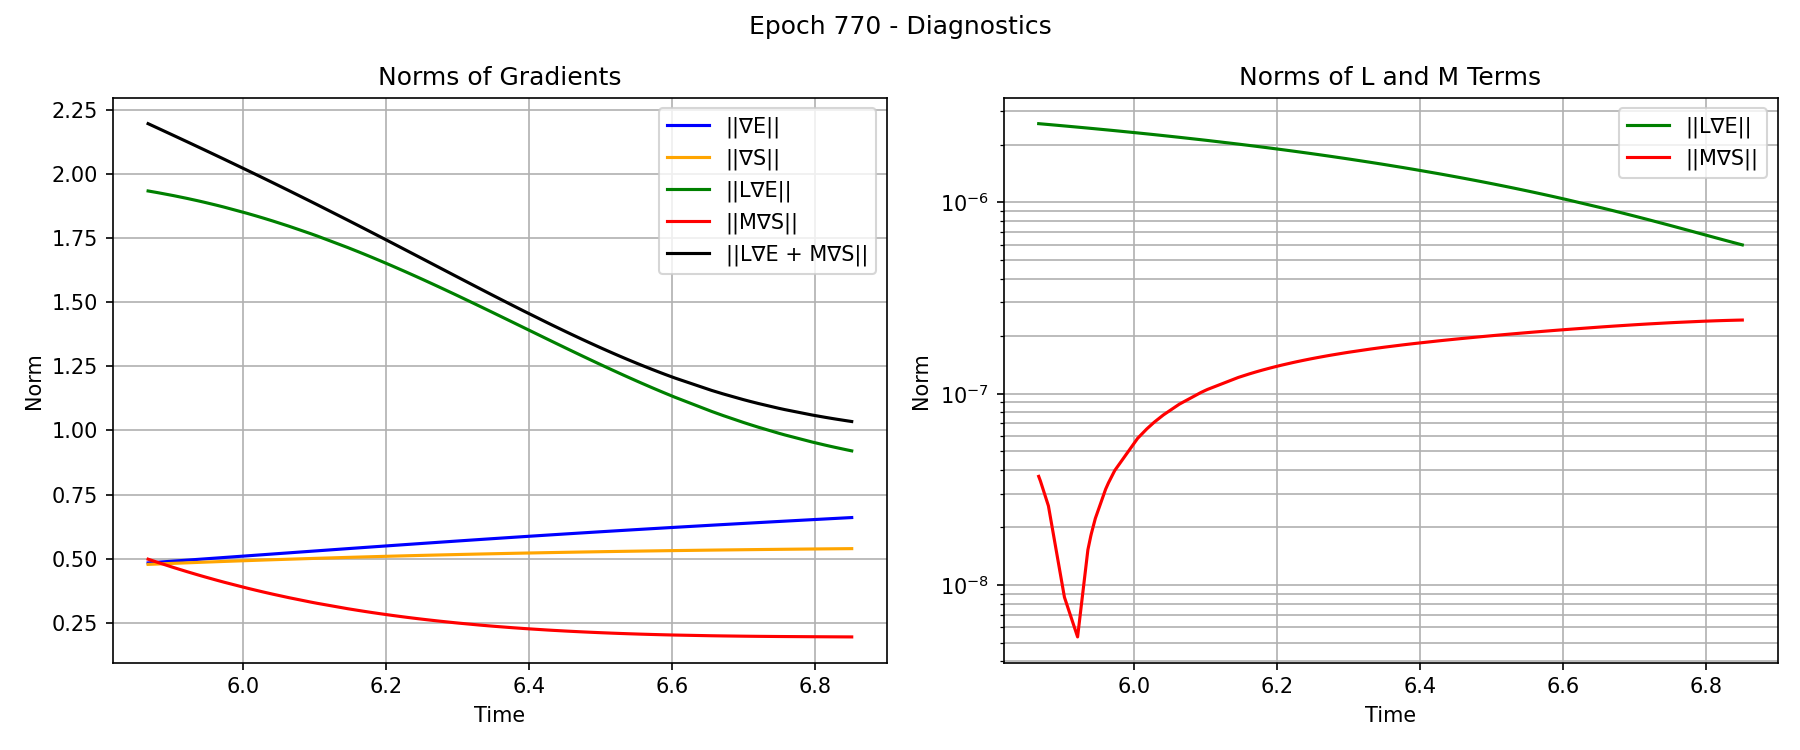 Epoch 770 - Diagnostics
Norms of Gradients
2.25
2.00
1.75
1.50
1.25
1.00
0.75
0.50
0.25
Norm
6.0
6.2
6.4
6.6
6.8
Time
||∇E||
||∇S||
||L∇E||
||M∇S||
||L∇E + M∇S||
Norms of L and M Terms
10⁻⁶
10⁻⁷
10⁻⁸
Norm
6.0
6.2
6.4
6.6
6.8
Time
||L∇E||
||M∇S||